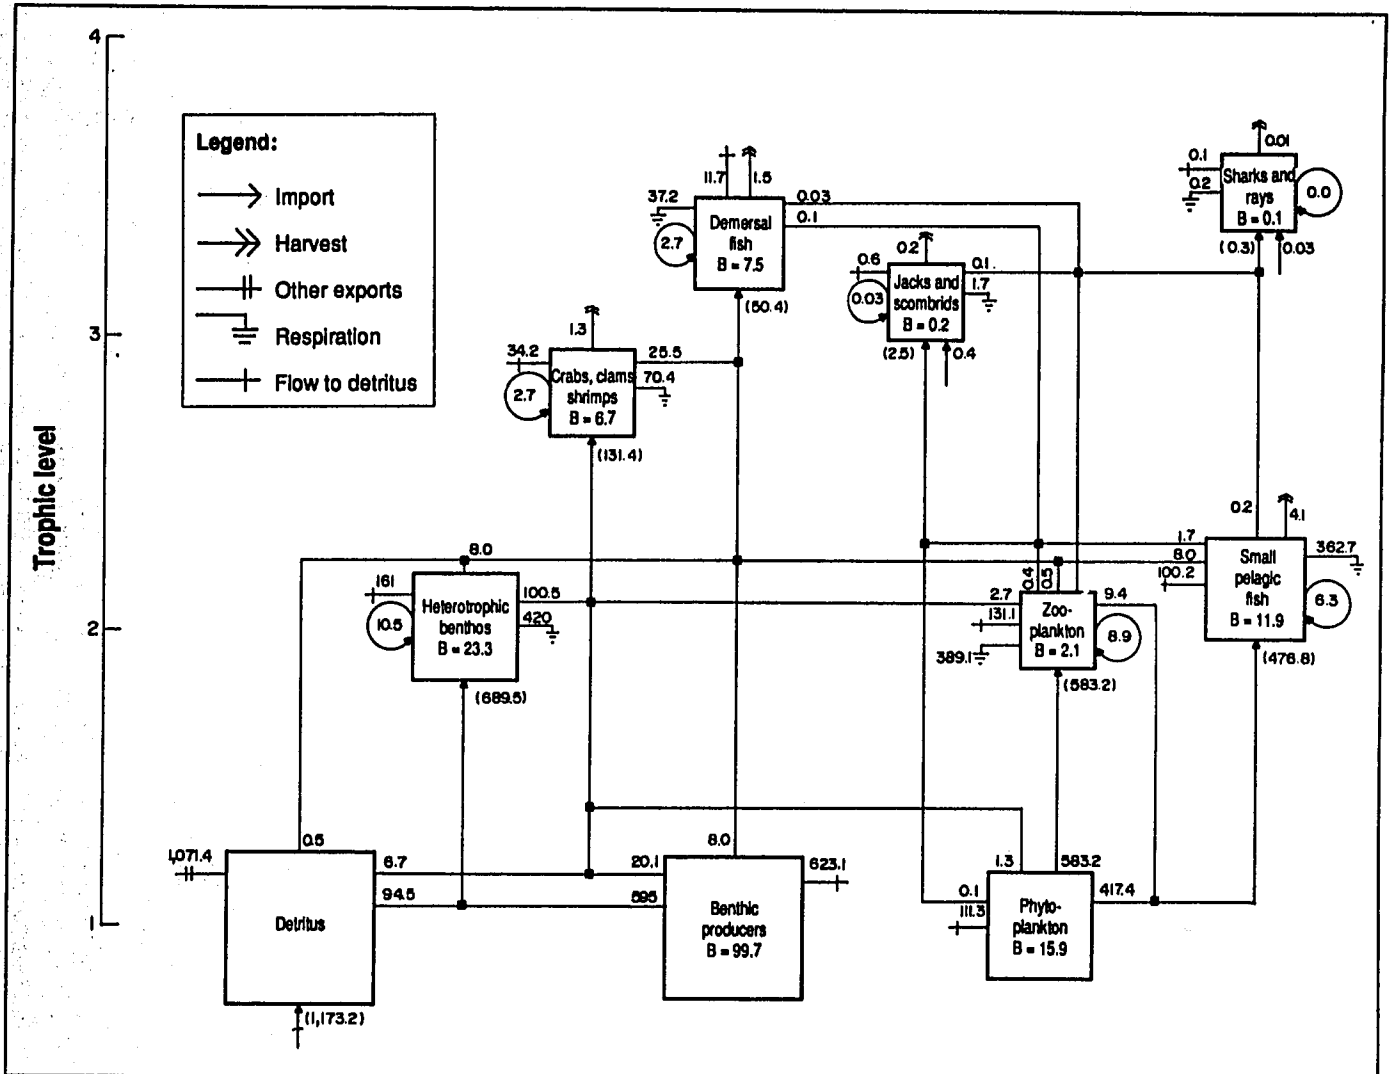 4
3
2
1
Trophic level
Legend:
Import
Harvest
Other exports
Respiration
Flow to detritus
0.01
0.1
0.2
Sharks and
rays
B = 0.1
0.0
(0.3)
0.03
11.7
1.5
37.2
0.03
0.1
Demersal
fish
B = 7.5
2.7
(50.4)
0.2
0.6
0.1
1.7
Jacks and
scombrids
B = 0.2
0.03
(2.5)
0.4
1.3
34.2
25.5
70.4
Crabs, clams
shrimps
B = 6.7
2.7
(131.4)
0.2
4.1
1.7
8.0
100.2
362.7
Small
pelagic
fish
B = 11.9
6.3
(476.8)
8.0
161
100.5
420
Heterotrophic
benthos
B = 23.3
10.5
(689.5)
0.4
0.5
2.7
9.4
131.1
389.1
Zoo-
plankton
B = 2.1
8.9
(583.2)
0.5
1,071.4
6.7
94.5
Detritus
(1,173.2)
8.0
20.1
595
623.1
Benthic
producers
B = 99.7
1.3
583.2
0.1
417.4
111.3
Phyto-
plankton
B = 15.9